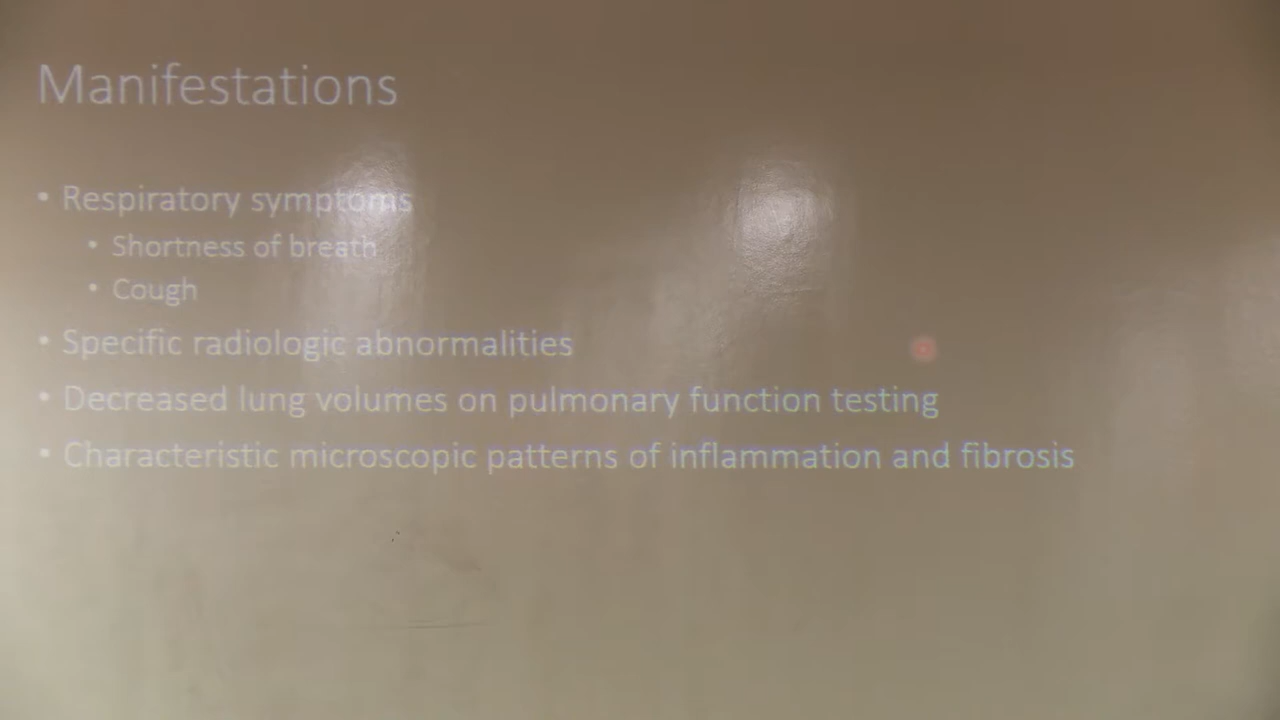 Manifestations
• Respiratory symptoms
• Shortness of breath
• Cough
• Specific radiologic abnormalities
• Decreased lung volumes on pulmonary function testing
• Characteristic microscopic patterns of inflammation and fibrosis